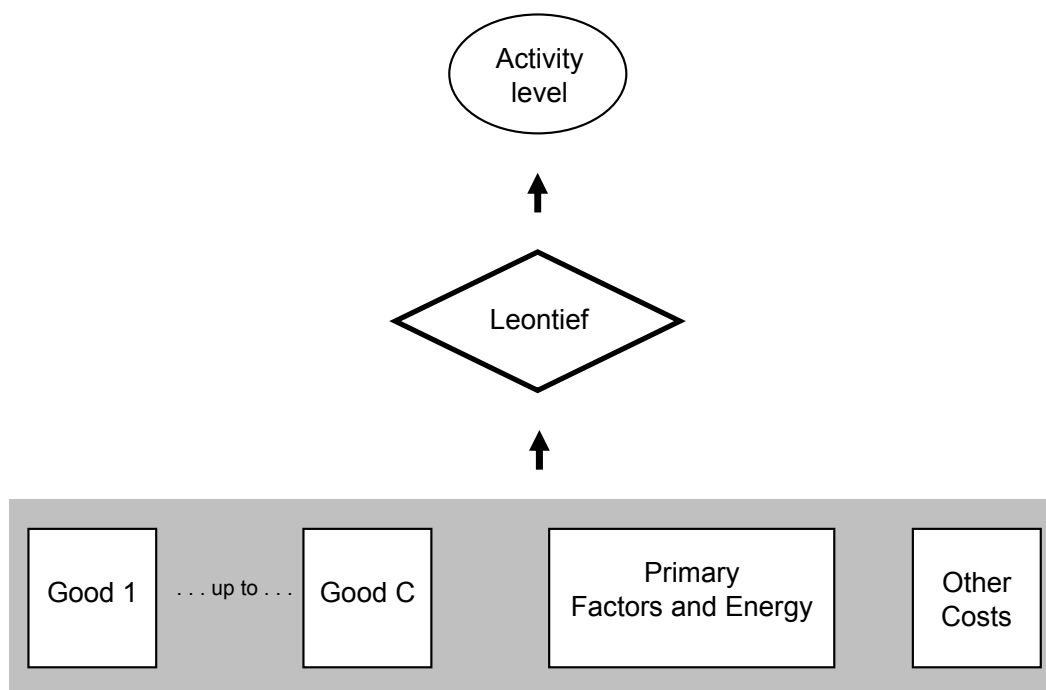 Activity
level
Leontief
Good 1
. . . up to . . .
Good C
Primary
Factors and Energy
Other
Costs